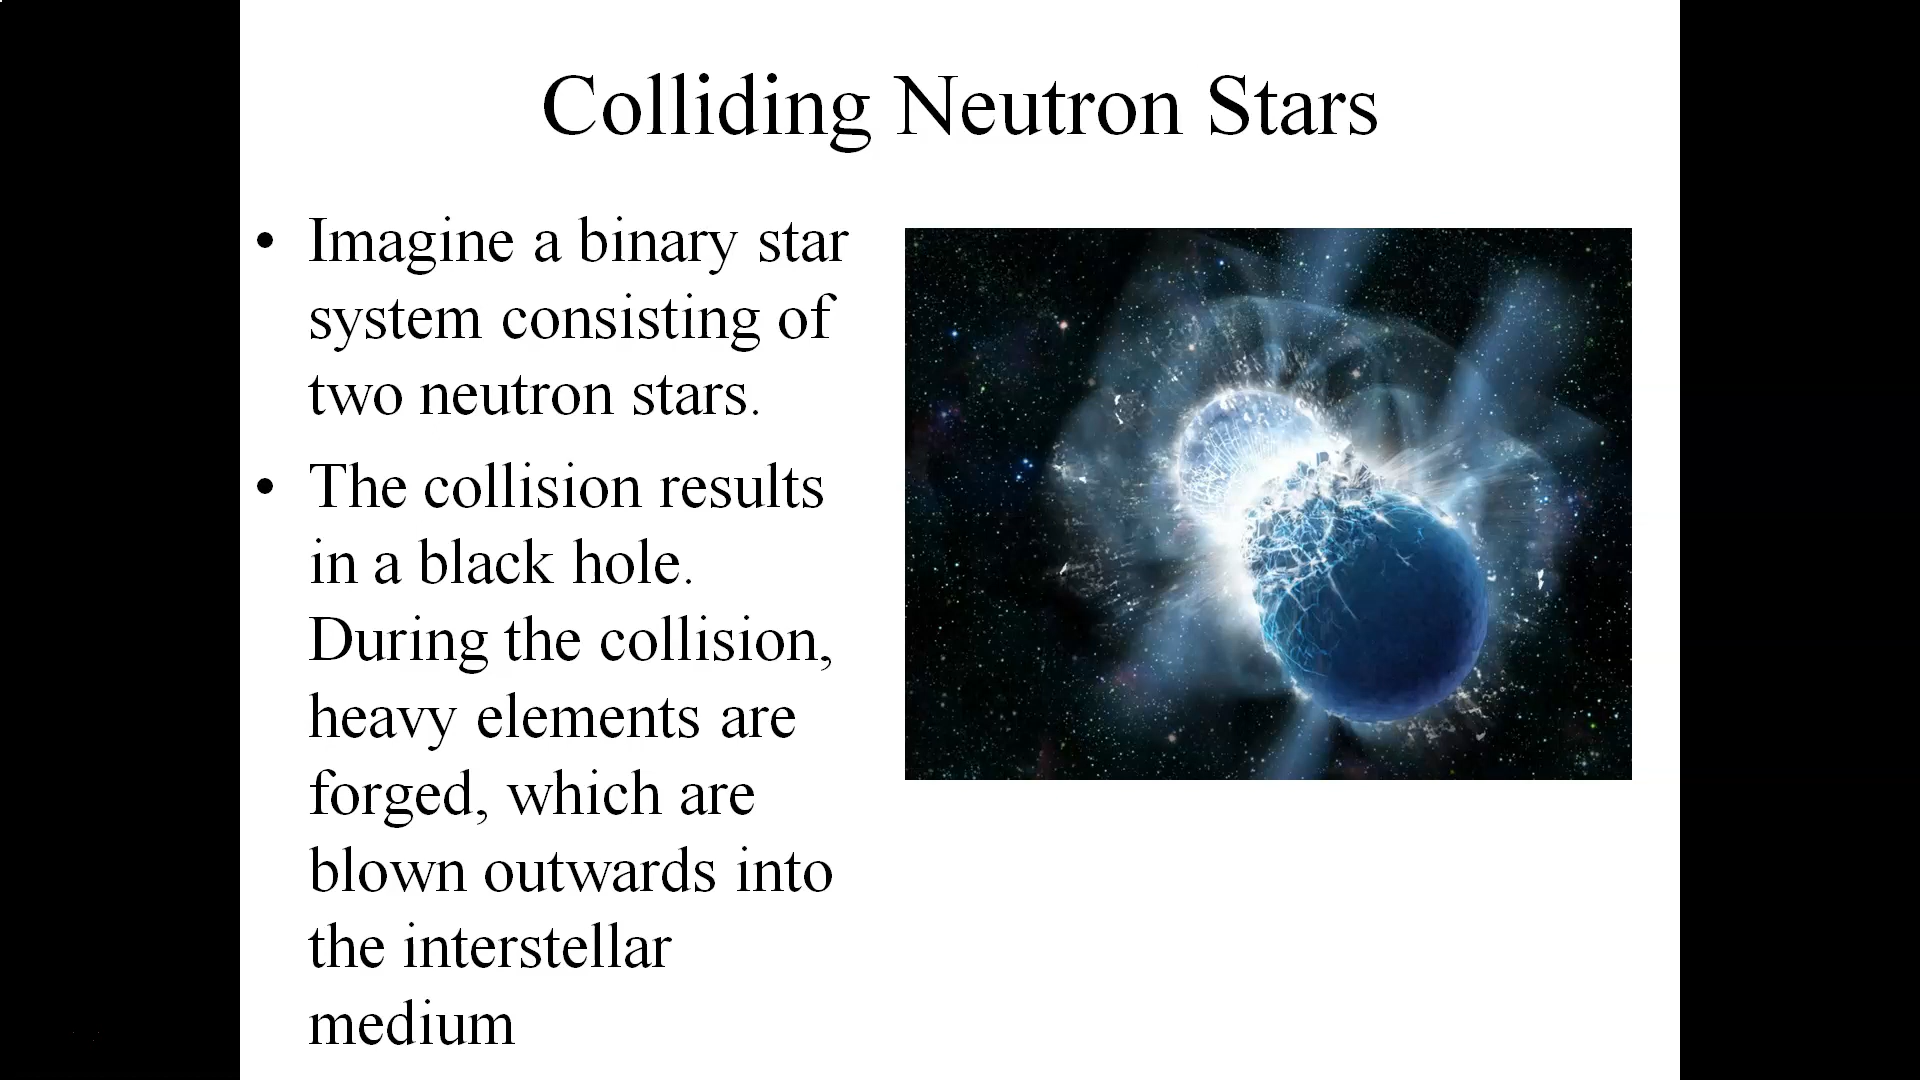 Colliding Neutron Stars
• Imagine a binary star
system consisting of
two neutron stars.
• The collision results
in a black hole.
During the collision,
heavy elements are
forged, which are
blown outwards into
the interstellar
medium